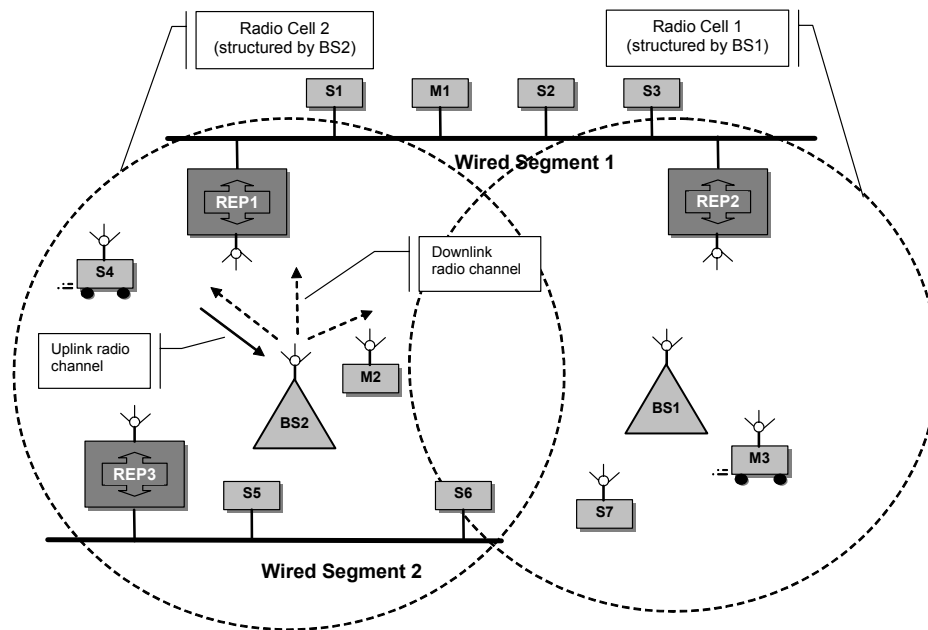 Radio Cell 2
(structured by BS2)
Radio Cell 1
(structured by BS1)
S1
M1
S2
S3
Wired Segment 1
REP1
REP2
S4
Downlink
radio channel
Uplink radio
channel
M2
BS2
BS1
M3
REP3
S5
S6
S7
Wired Segment 2